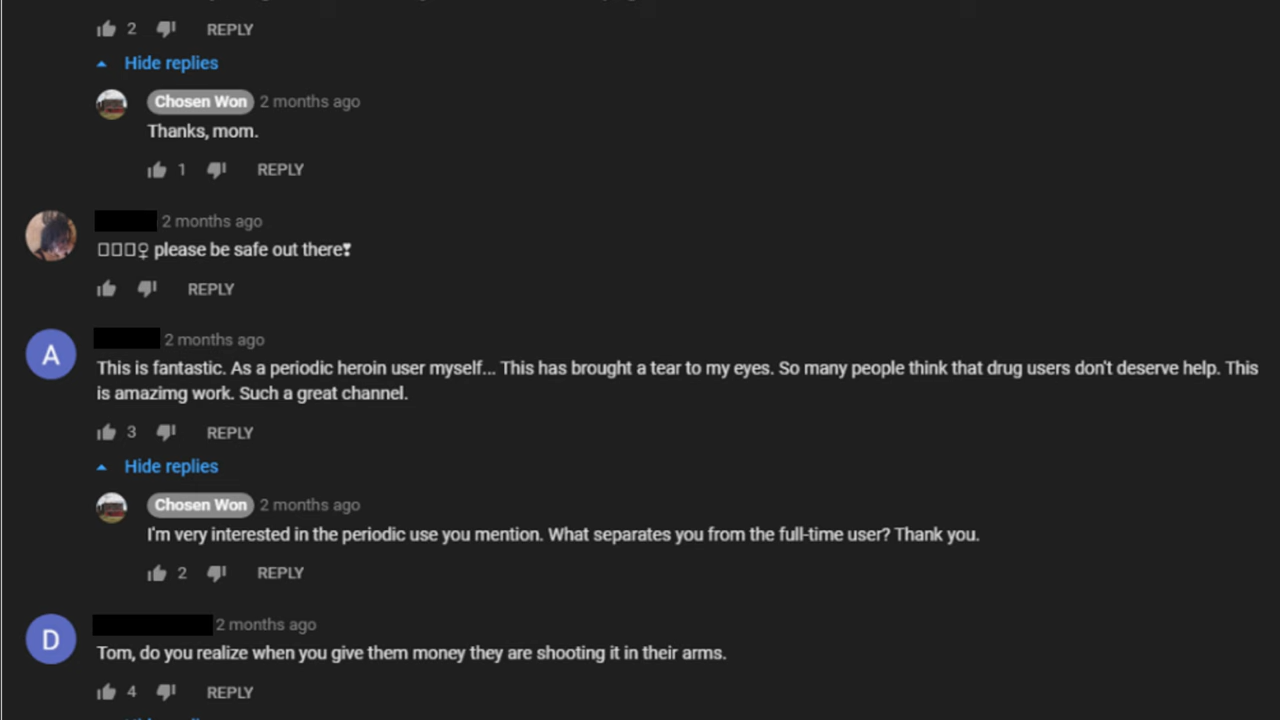 2 REPLY
Hide replies
Chosen Won 2 months ago
Thanks, mom.
1 REPLY
2 months ago
□□□♀ please be safe out there❣
REPLY
A
2 months ago
This is fantastic. As a periodic heroin user myself... This has brought a tear to my eyes. So many people think that drug users don't deserve help. This
is amazimg work. Such a great channel.
3 REPLY
Hide replies
Chosen Won 2 months ago
I'm very interested in the periodic use you mention. What separates you from the full-time user? Thank you.
2 REPLY
D
2 months ago
Tom, do you realize when you give them money they are shooting it in their arms.
4 REPLY